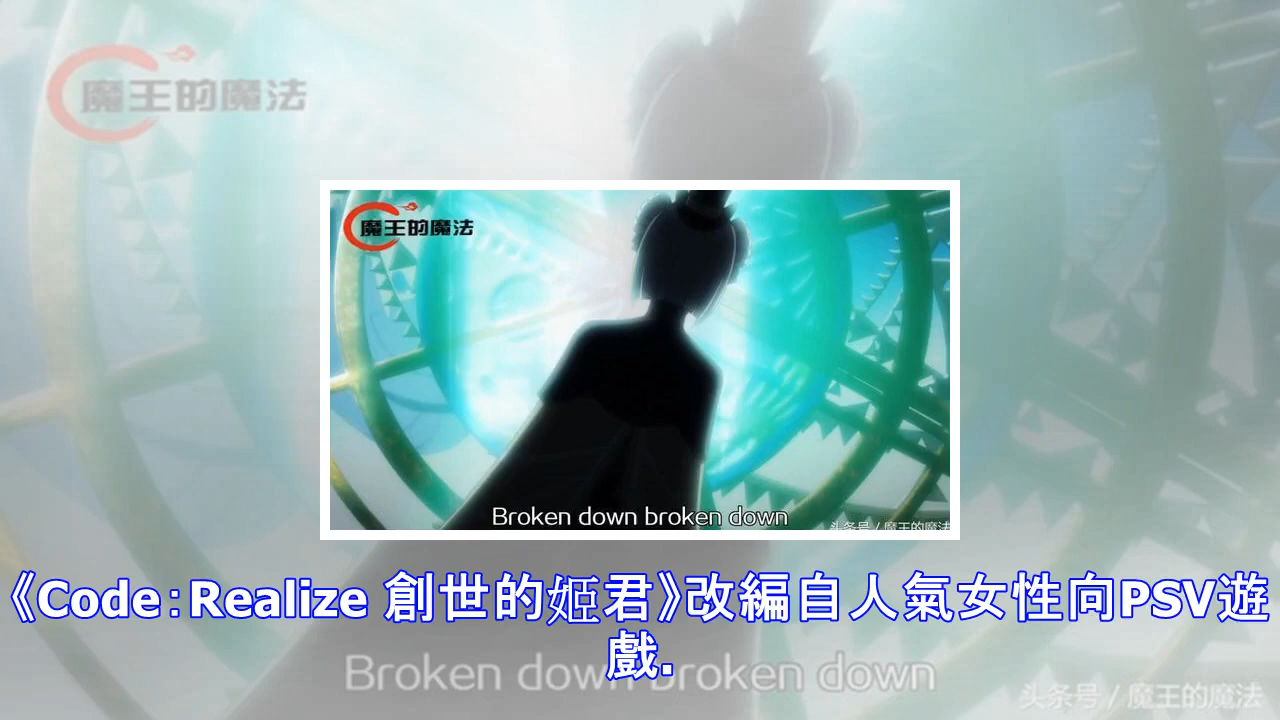 魔王的魔法
魔王的魔法
Broken down broken down
头条号 / 魔王的魔法
《Code:Realize 創世的姬君》改編自人氣女性向PSV遊
戲.
Broken down broken down
头条号 / 魔王的魔法